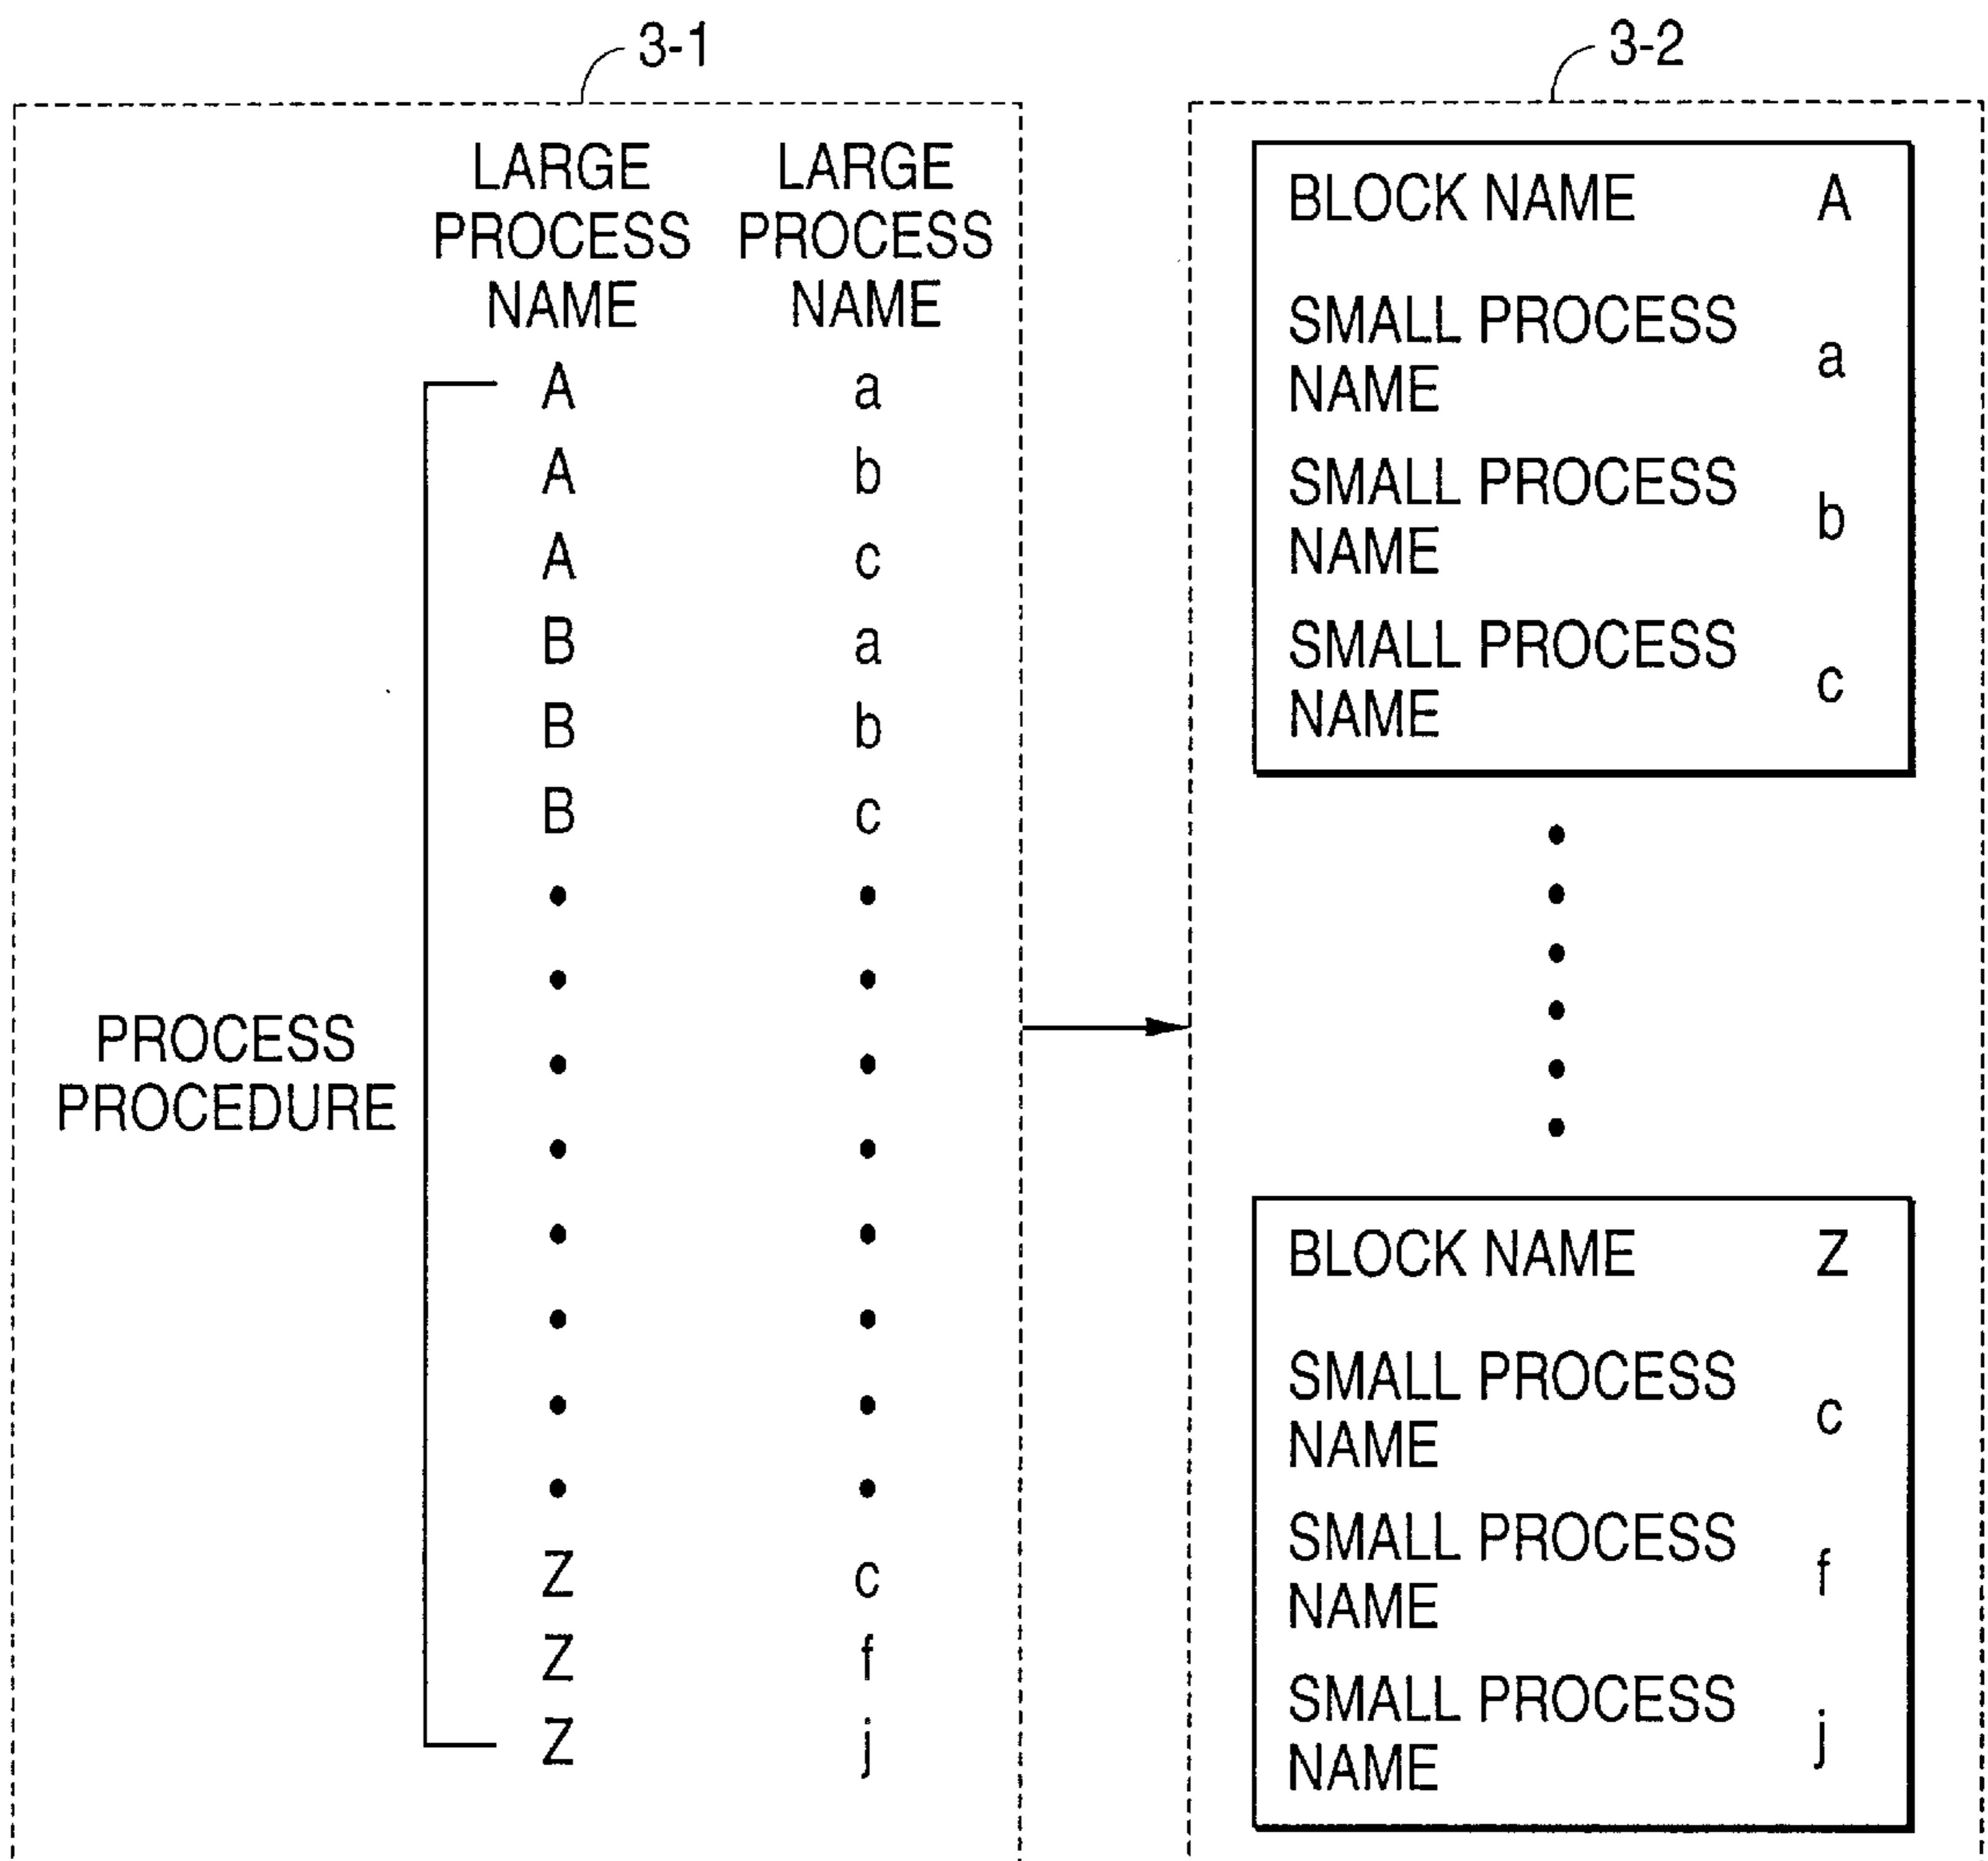 3-1
LARGE PROCESS NAME
LARGE PROCESS NAME
A a
A b
A c
B a
B b
B c
PROCESS
PROCEDURE
Z c
Z f
Z j
3-2
BLOCK NAME A
SMALL PROCESS
NAME
a
SMALL PROCESS
NAME
b
SMALL PROCESS
NAME
c
BLOCK NAME Z
SMALL PROCESS
NAME
c
SMALL PROCESS
NAME
f
SMALL PROCESS
NAME
j